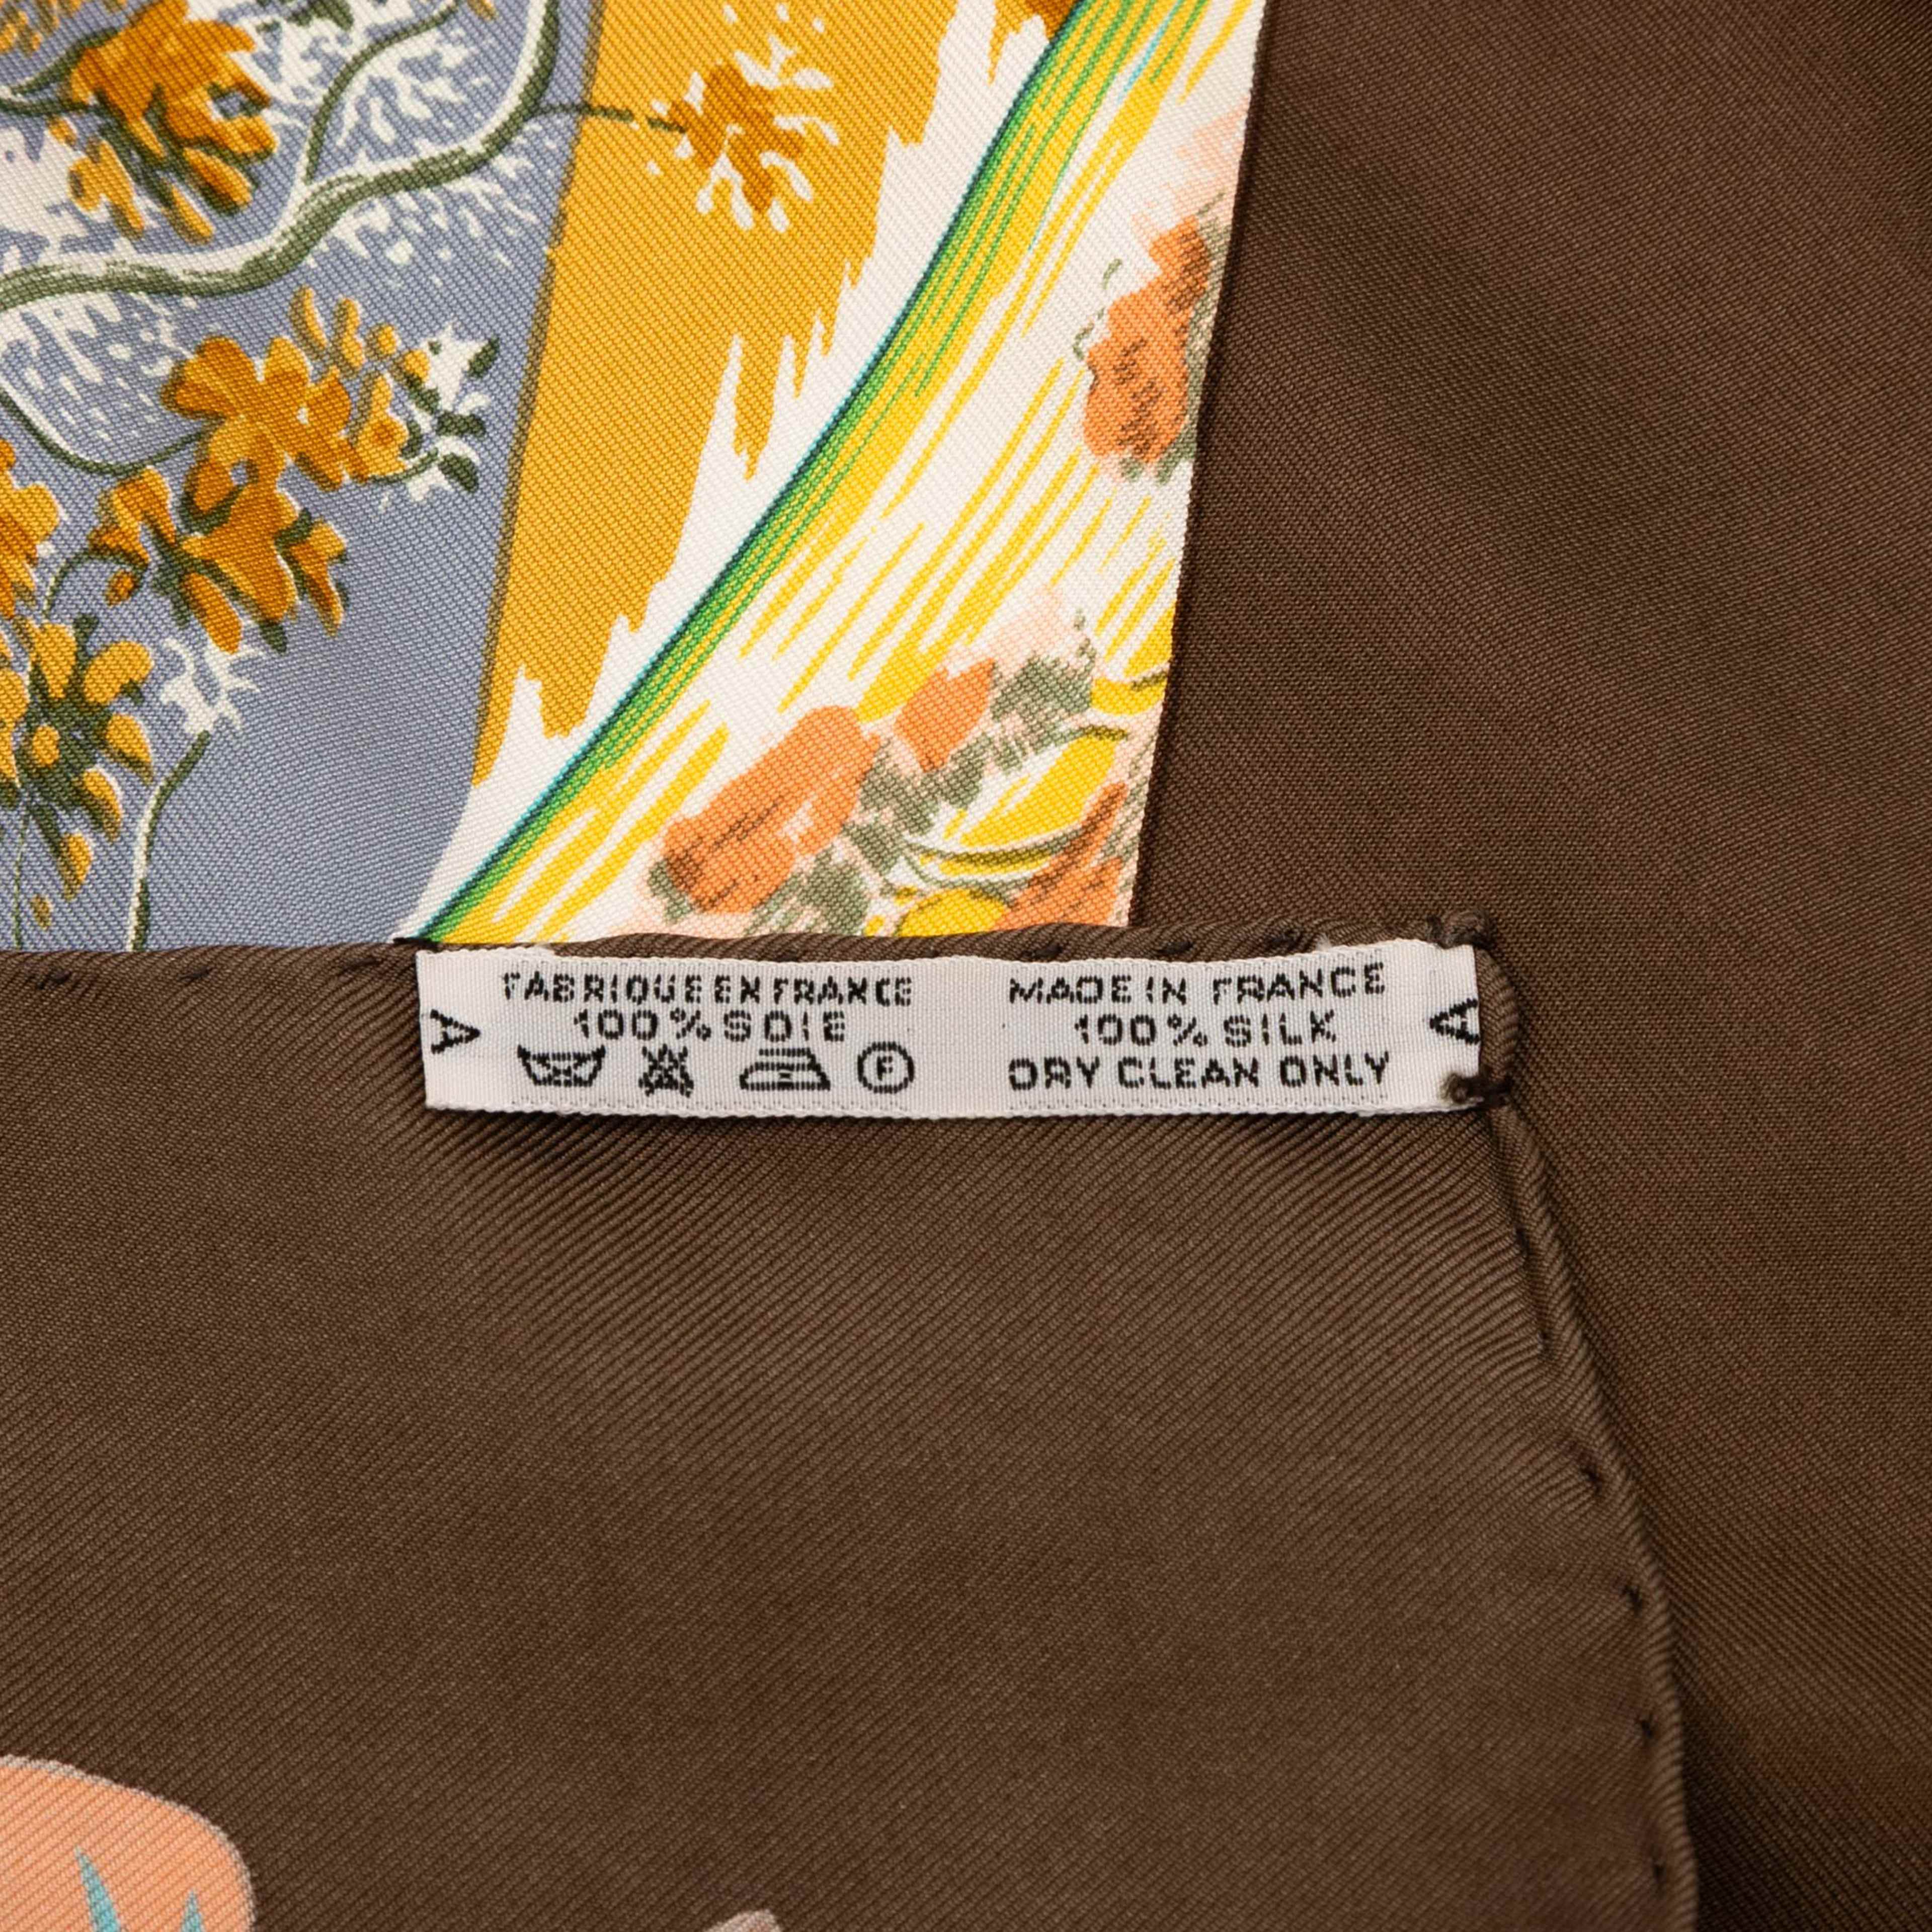 FABRIQUE EN FRANCE
100% SOIE
F
MADE IN FRANCE
100% SILK
DRY CLEAN ONLY
A
A